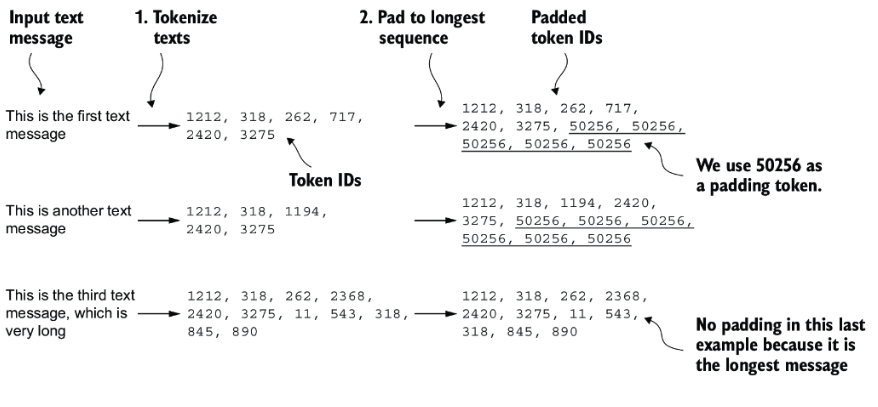 Input text
message
1. Tokenize
texts
2. Pad to longest
sequence
Padded
token IDs
This is the first text
message
1212, 318, 262, 717,
2420, 3275
Token IDs
1212, 318, 262, 717,
2420, 3275, 50256, 50256,
50256, 50256, 50256
We use 50256 as
a padding token.
This is another text
message
1212, 318, 1194,
2420, 3275
1212, 318, 1194, 2420,
3275, 50256, 50256, 50256,
50256, 50256, 50256
This is the third text
message, which is
very long
1212, 318, 262, 2368,
2420, 3275, 11, 543, 318,
845, 890
1212, 318, 262, 2368,
2420, 3275, 11, 543,
318, 845, 890
No padding in this last
example because it is
the longest message